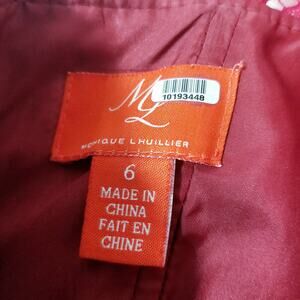 ML
10193448
MONIQUE LHUILLIER
6
MADE IN
CHINA
FAIT EN
CHINE